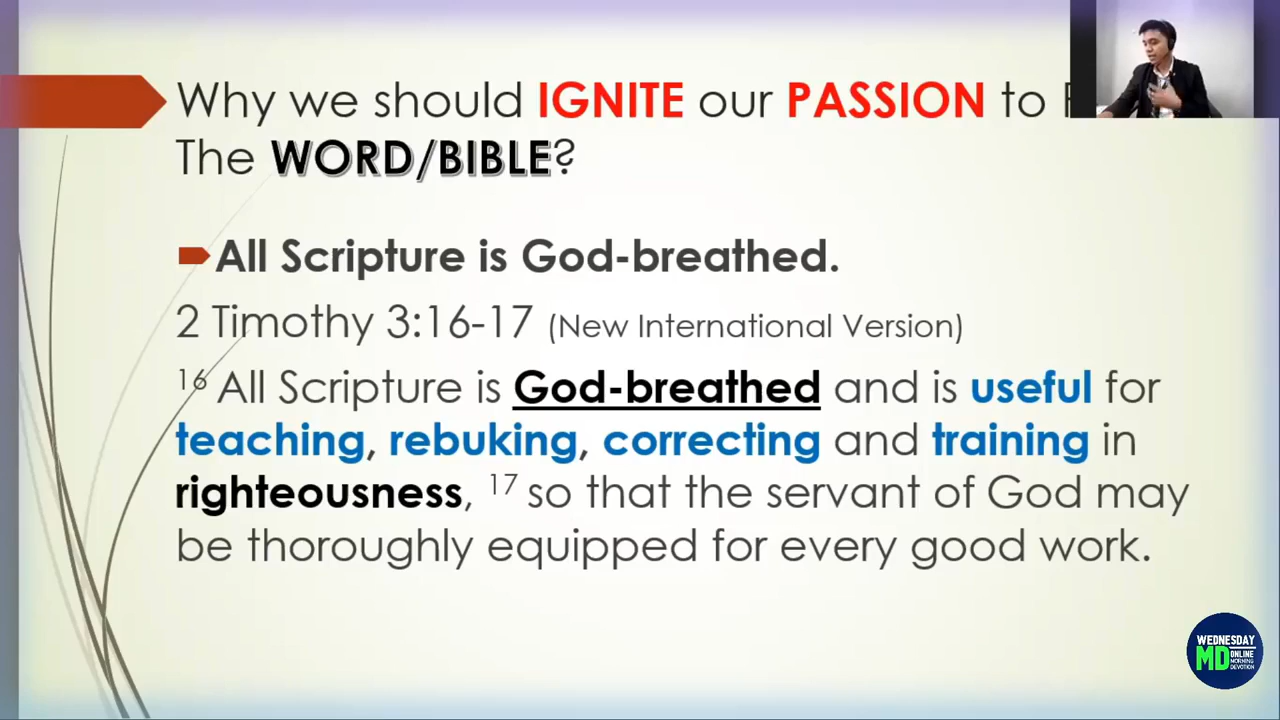 Why we should IGNITE our PASSION to
The WORD/BIBLE?
All Scripture is God-breathed.
2 Timothy 3:16-17 (New International Version)
16 All Scripture is God-breathed and is useful for
teaching, rebuking, correcting and training in
righteousness, 17 so that the servant of God may
be thoroughly equipped for every good work.
WEDNESDAY
MD ONLINE
MORNING
DEVOTION